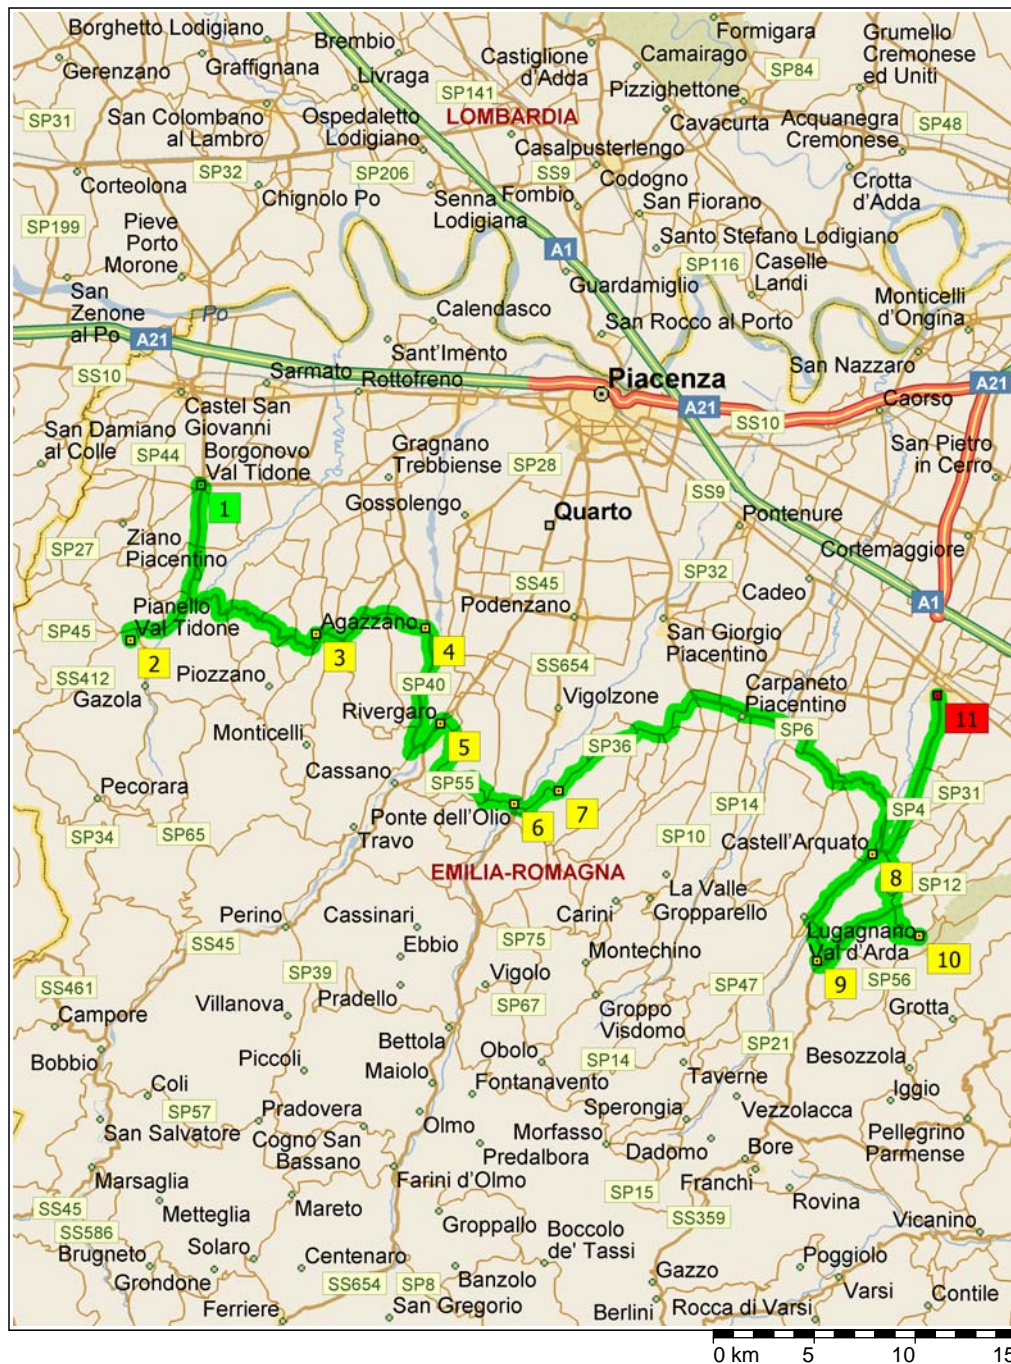 Borghetto Lodigiano
Brembio
Formigara
Grumello
Cremonese
ed Uniti
Gerenzano
Graffignana
Livraga
Castiglione
d'Adda
Camairago
SP84
SP141
Pizzighettone
SP31
San Colombano
al Lambro
Ospedaletto
Lodigiano
LOMBARDIA
Cavacurta
Acquanegra
Cremonese
SP48
Casalpusterlengo
Corteolona
SP32
SP206
SS9
Codogno
Chignolo Po
Senna
Lodigiana
Fombio
San Fiorano
Crotta
d'Adda
SP199
Pieve
Porto
Morone
A1
Santo Stefano Lodigiano
SP116
Caselle
Landi
Guardamiglio
San
Zenone
al Po
Po
Calendasco
San Rocco al Porto
Monticelli
d'Ongina
A21
Sant'Imento
San Nazzaro
SS10
Sarmato
Rottofreno
Piacenza
A21
A21
Caorso
Castel San
Giovanni
SS10
San Damiano
al Colle
SP44
Borgonovo
Val Tidone
Gragnano
Trebbiense
SP28
San Pietro
in Cerro
1
Gossolengo
SS9
Quarto
Pontenure
SP27
Ziano
Piacentino
Cortemaggiore
SS45
SP32
Cadeo
A1
Pianello
Val Tidone
SP45
Agazzano
Podenzano
San Giorgio
Piacentino
2
3
4
SS412
Gazola
Piozzano
SP40
SS654
Vigolzone
Carpaneto
Piacentino
Rivergaro
SP6
11
Monticelli
5
SP36
Cassano
SP55
Pecorara
SP31
SP14
SP4
SP34
SP65
Ponte dell'Olio
6
7
Travo
SP10
Castell'Arquato
EMILIA-ROMAGNA
8
SP12
La Valle
Perino
Cassinari
Carini
Gropparello
Lugagnano
Val d'Arda
SS45
Ebbio
SP75
Montechino
10
9
SP56
SS461
SP39
Vigolo
SP47
Campore
Villanova
Pradello
SP67
Groppo
Visdomo
Grotta
Bettola
SP21
Bobbio
Piccoli
Obolo
Besozzola
Maiolo
SP14
Coli
Fontanavento
Taverne
Iggio
SP57
Pradovera
Sperongia
Vezzolacca
San Salvatore
Olmo
Cogno San
Bassano
Morfasso
Predalbora
Dadomo
Bore
Pellegrino
Parmense
Marsaglia
Farini d'Olmo
Franchi
SP15
Rovina
SS45
Metteglia
Mareto
Groppallo
SS359
Vicanino
SS586
Brugneto
Solaro
Centenaro
Boccolo
de' Tassi
Poggiolo
Grondone
SS654
SP8
Banzolo
Gazzo
Varsi
Ferriere
San Gregorio
Berlini
Rocca di Varsi
Contile
0 km 5 10 15